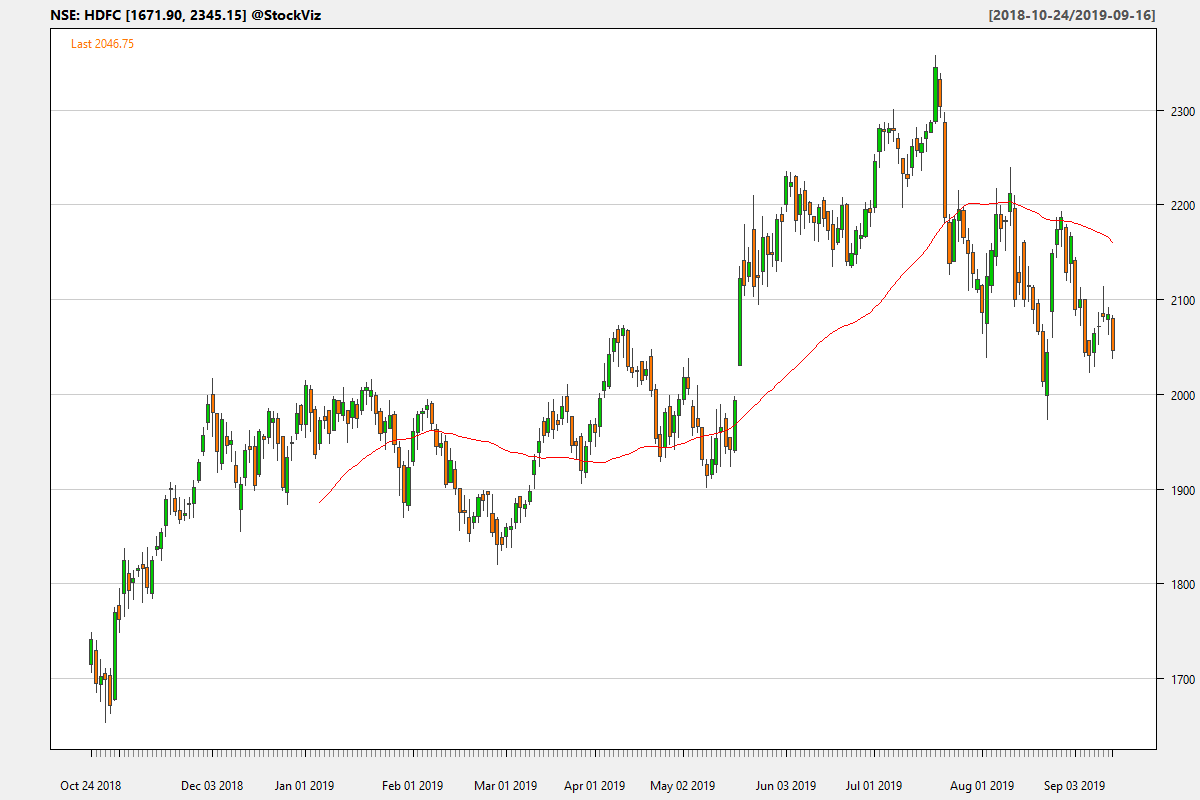 NSE: HDFC [1671.90, 2345.15] @StockViz
[2018-10-24/2019-09-16]
Last 2046.75
2300
2200
2100
2000
1900
1800
1700
Oct 24 2018 Dec 03 2018 Jan 01 2019 Feb 01 2019 Mar 01 2019 Apr 01 2019 May 02 2019 Jun 03 2019 Jul 01 2019 Aug 01 2019 Sep 03 2019